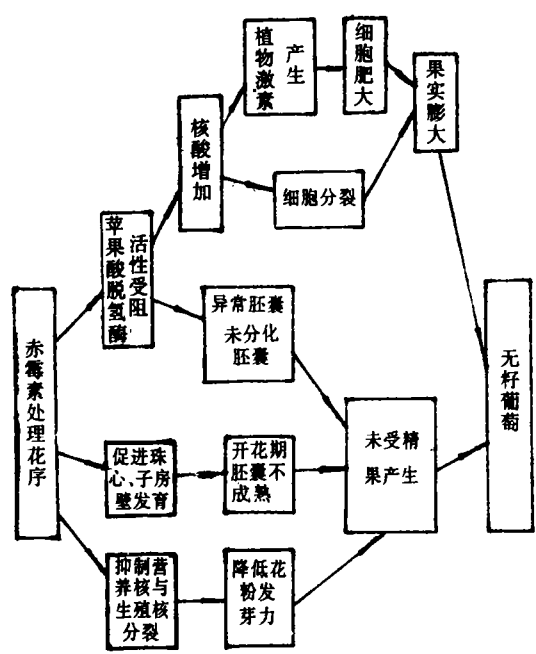 赤霉素处理花序
苹果酸脱氢酶
活性受阻
核酸增加
植物激素
产生
细胞肥大
果实膨大
细胞分裂
异常胚囊
未分化
胚囊
促进珠
心、子房
壁发育
开花期
胚囊不
成熟
抑制营
养核与
生殖核
分裂
降低花
粉发
芽力
未受精
果产生
无籽葡萄